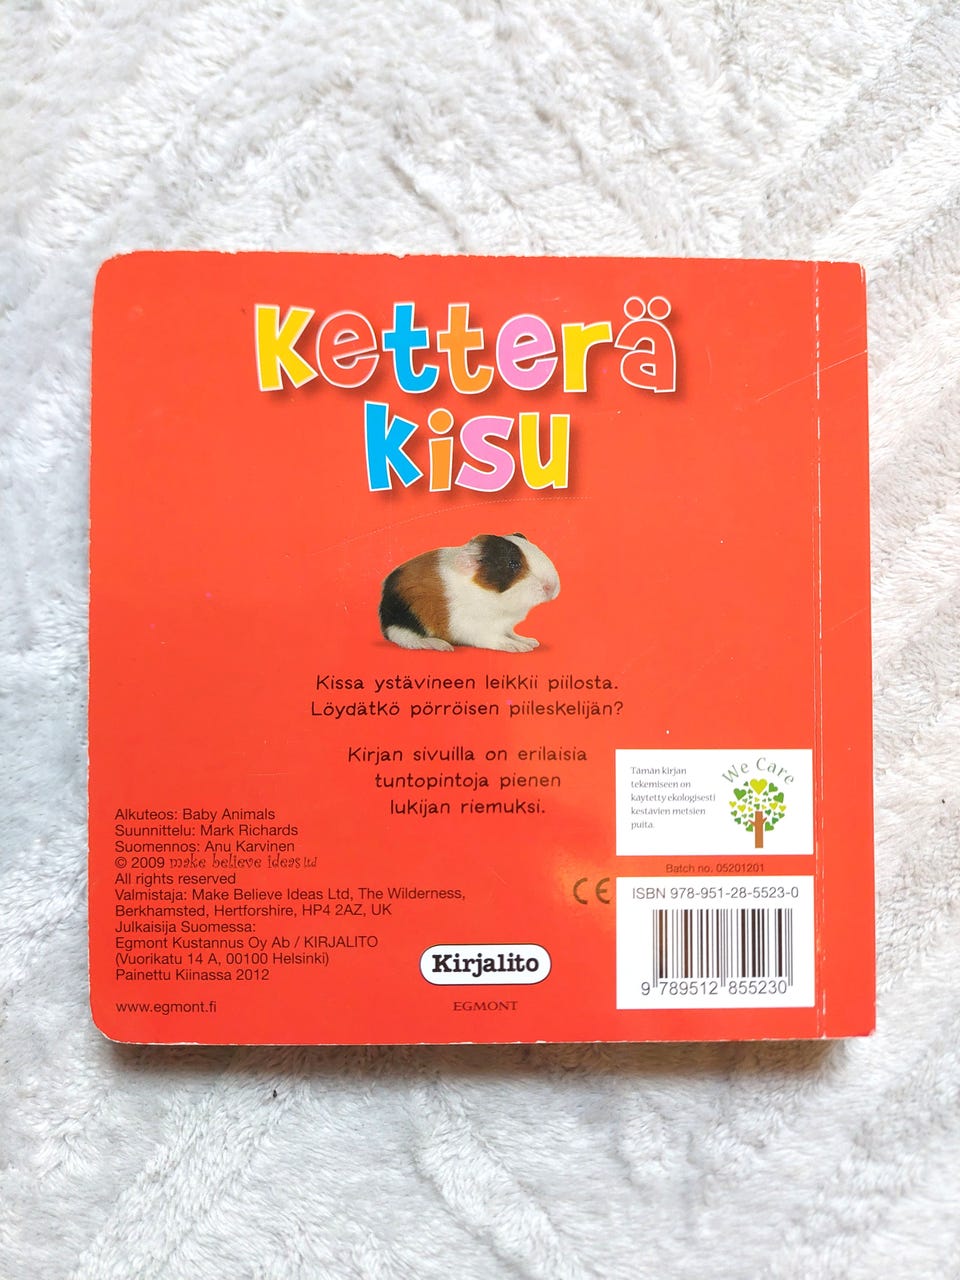 Ketterä
kisu
Kissa ystävineen leikkii piilosta.
Löydätkö pörröisen piileskelijän?
Kirjan sivuilla on erilaisia
tuntopintoja pienen
lukijan riemuksi.
Alkuteos: Baby Animals
Suunnittelu: Mark Richards
Suomennos: Anu Karvinen
© 2009 make believe ideas ltd
All rights reserved
Valmistaja: Make Believe Ideas Ltd, The Wilderness,
Berkhamsted, Hertforshire, HP4 2AZ, UK
Julkaisija Suomessa:
Egmont Kustannus Oy Ab / KIRJALITO
(Vuorikatu 14 A, 00100 Helsinki)
Painettu Kiinassa 2012
www.egmont.fi
Kirjalito
EGMONT
Tämän kirjan
tekemiseen on
käytetty ekologisesti
kestävien metsien
puita.
We Care
Batch no. 05201201
CE
ISBN 978-951-28-5523-0
9 789512 855230